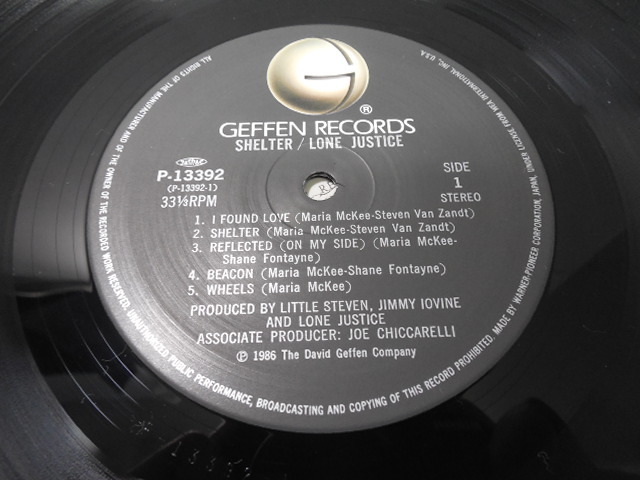 G
®
GEFFEN RECORDS
SHELTER / LONE JUSTICE
P-13392
(P-13392-1)
33⅓RPM
SIDE
1
STEREO
1. I FOUND LOVE (Maria McKee-Steven Van Zandt)
2. SHELTER (Maria McKee-Steven Van Zandt)
3. REFLECTED (ON MY SIDE) (Maria McKee-
Shane Fontayne)
4. BEACON (Maria McKee-Shane Fontayne)
5. WHEELS (Maria McKee)
PRODUCED BY LITTLE STEVEN, JIMMY IOVINE
AND LONE JUSTICE
ASSOCIATE PRODUCER: JOE CHICCARELLI
℗ 1986 The David Geffen Company
ALL RIGHTS OF THE MANUFACTURER AND OF THE OWNER OF THE RECORDED WORK RESERVED. UNAUTHORIZED PUBLIC PERFORMANCE, BROADCASTING AND COPYING OF THIS RECORD PROHIBITED. MADE BY WARNER-PIONEER CORPORATION, JAPAN, UNDER LICENSE FROM WEA INTERNATIONAL, INC., U.S.A.